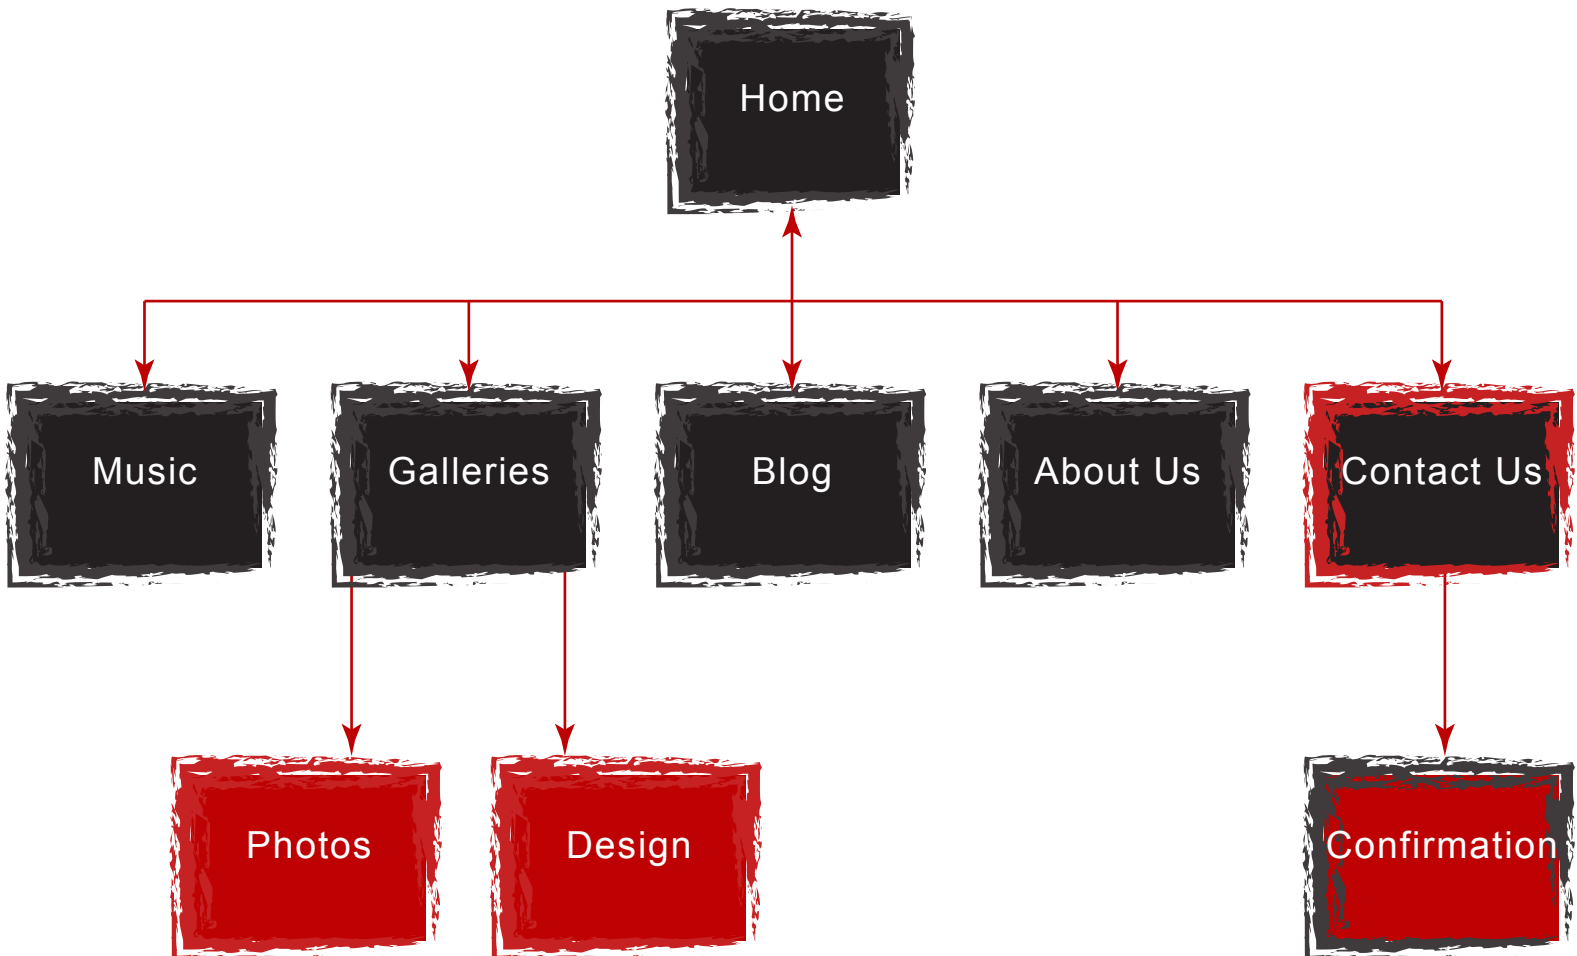 Home
Music
Galleries
Blog
About Us
Contact Us
Photos
Design
Confirmation